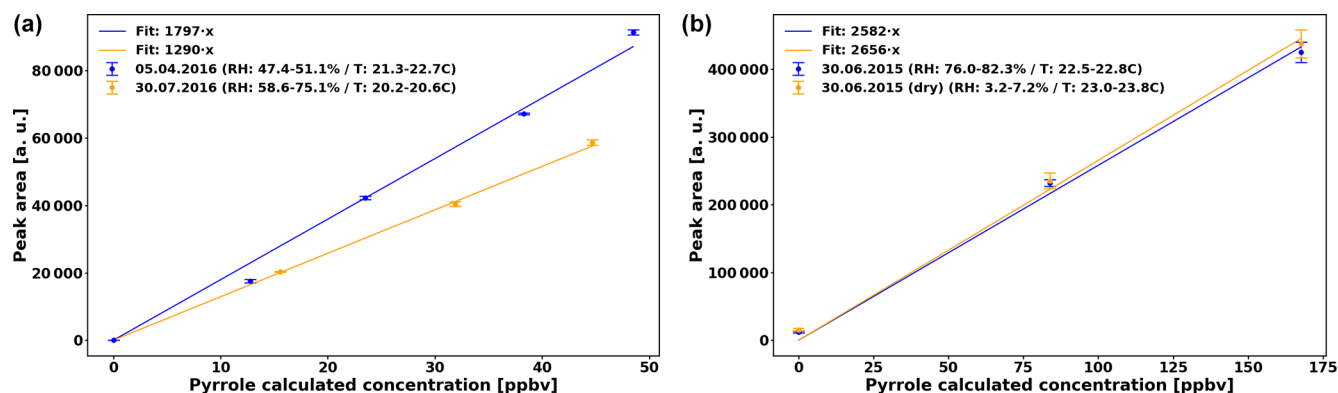 (a)
Fit: 1797·x
Fit: 1290·x
05.04.2016 (RH: 47.4-51.1% / T: 21.3-22.7C)
30.07.2016 (RH: 58.6-75.1% / T: 20.2-20.6C)
Peak area [a. u.]
80 000
60 000
40 000
20 000
0
0 10 20 30 40 50
Pyrrole calculated concentration [ppbv]
(b)
Fit: 2582·x
Fit: 2656·x
30.06.2015 (RH: 76.0-82.3% / T: 22.5-22.8C)
30.06.2015 (dry) (RH: 3.2-7.2% / T: 23.0-23.8C)
Peak area [a. u.]
400 000
300 000
200 000
100 000
0
0 25 50 75 100 125 150 175
Pyrrole calculated concentration [ppbv]